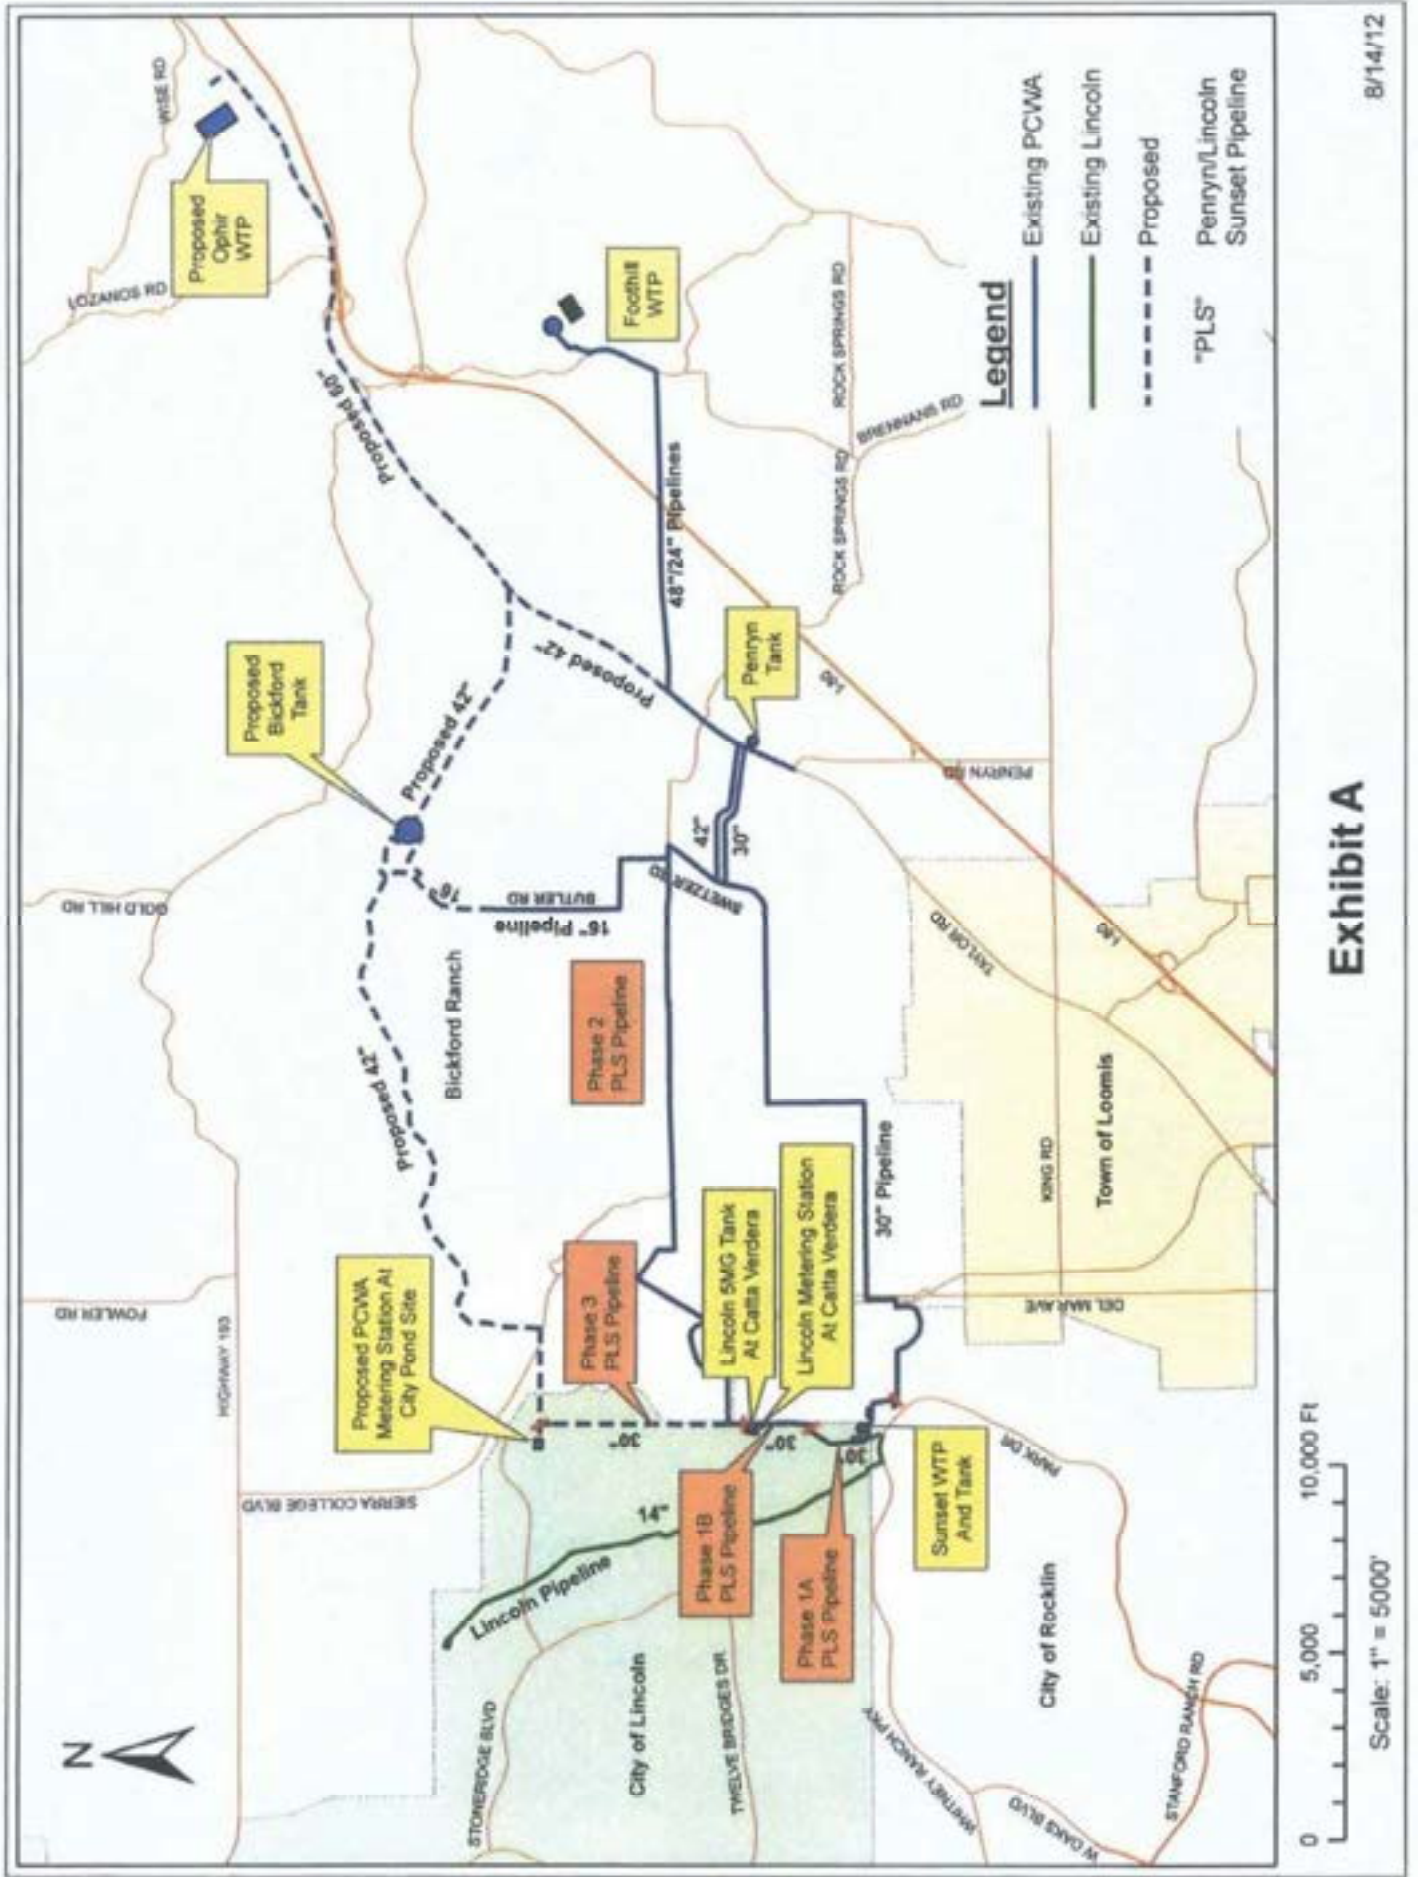 N
WISE RD
LOZANOS RD
Proposed
Ophir
WTP
Proposed 60"
Foothill
WTP
48"/24" Pipelines
ROCK SPRINGS RD
ROCK SPRINGS RD
BRENNANS RD
Proposed
Bickford
Tank
Proposed 42"
Proposed 42"
Penryn
Tank
I-80
PENRYN RD
GOLD HILL RD
16"
BUTLER RD
16" Pipeline
SWETZER RD
SWETZER RD
42"
30"
TAYLOR RD
I-80
Bickford Ranch
Proposed 42"
Phase 2
PLS Pipeline
FOWLER RD
HIGHWAY 193
Proposed PCWA
Metering Station At
City Pond Site
Phase 3
PLS Pipeline
Lincoln 5MG Tank
At Catta Verdera
Lincoln Metering Station
At Catta Verdera
30" Pipeline
KING RD
Town of Loomis
DEL MAR AVE
SIERRA COLLEGE BLVD
30"
30"
30"
14"
Lincoln Pipeline
Phase 1B
PLS Pipeline
Phase 1A
PLS Pipeline
Sunset WTP
And Tank
PARK DR
STONERIDGE BLVD
City of Lincoln
TWELVE BRIDGES DR
WHITNEY RANCH PKY
City of Rocklin
W OAKS BLVD
STANFORD RANCH RD
Legend
Existing PCWA
Existing Lincoln
Proposed
"PLS" Penryn/Lincoln
Sunset Pipeline
0 5,000 10,000 Ft
Scale: 1" = 5000'
Exhibit A
8/14/12